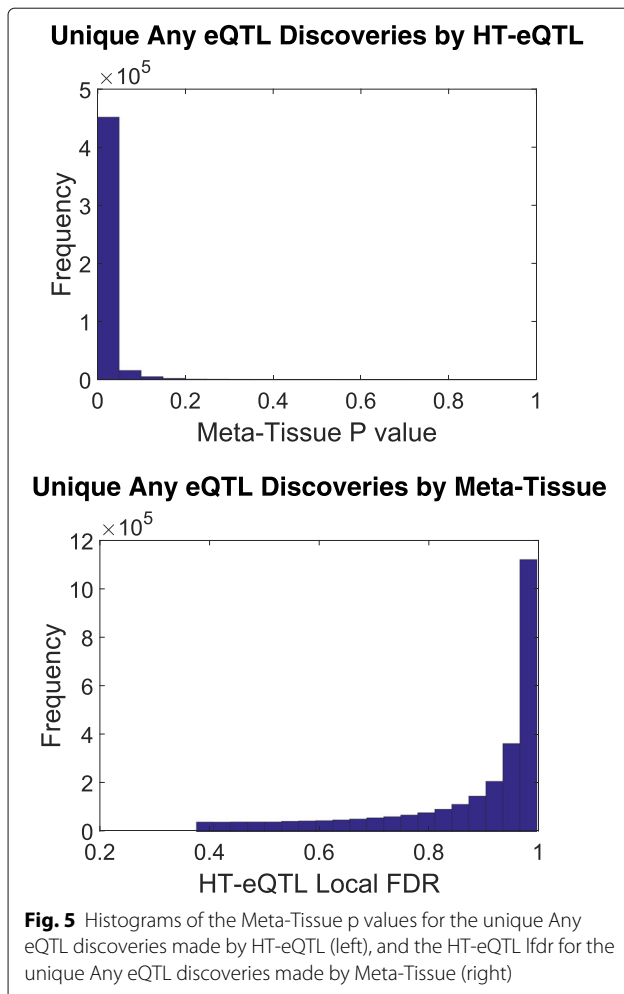 Unique Any eQTL Discoveries by HT-eQTL
×10⁵
5
4
3
2
1
0
Frequency
0 0.2 0.4 0.6 0.8 1
Meta-Tissue P value
Unique Any eQTL Discoveries by Meta-Tissue
×10⁵
12
10
8
6
4
2
0
Frequency
0.2 0.4 0.6 0.8 1
HT-eQTL Local FDR
Fig. 5 Histograms of the Meta-Tissue p values for the unique Any
eQTL discoveries made by HT-eQTL (left), and the HT-eQTL lfdr for the
unique Any eQTL discoveries made by Meta-Tissue (right)